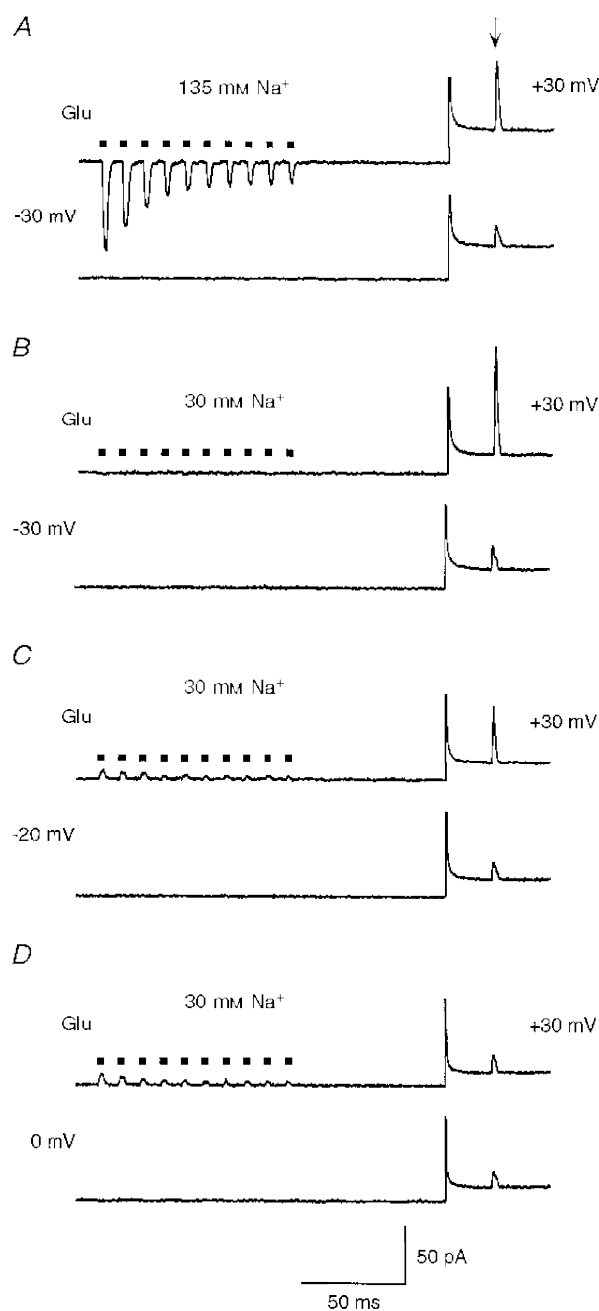 A
135 mM Na⁺
+30 mV
Glu
-30 mV
B
30 mM Na⁺
+30 mV
Glu
-30 mV
C
30 mM Na⁺
Glu
+30 mV
-20 mV
D
30 mM Na⁺
Glu
+30 mV
0 mV
50 pA
50 ms